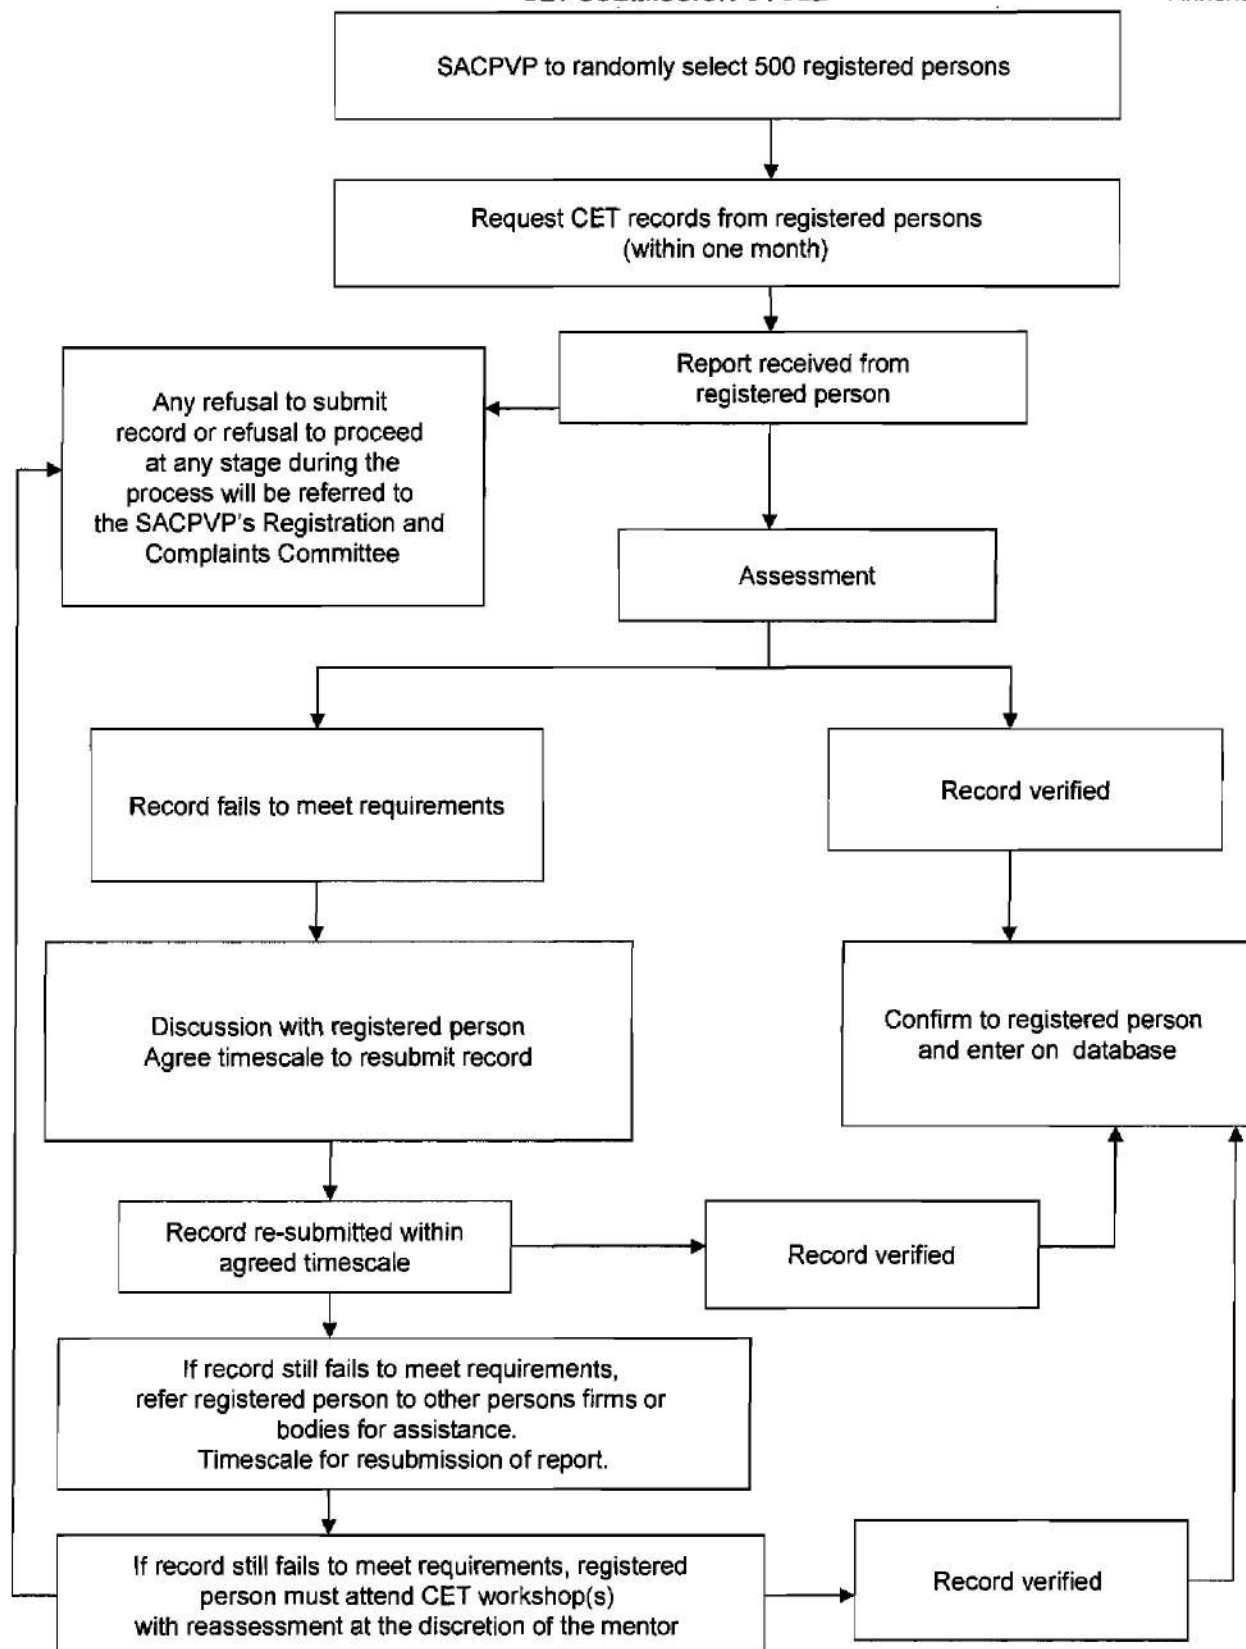 SACPVP to randomly select 500 registered persons
Request CET records from registered persons
(within one month)
Report received from
registered person
Any refusal to submit
record or refusal to proceed
at any stage during the
process will be referred to
the SACPVP's Registration and
Complaints Committee
Assessment
Record fails to meet requirements
Record verified
Discussion with registered person
Agree timescale to resubmit record
Confirm to registered person
and enter on database
Record re-submitted within
agreed timescale
Record verified
If record still fails to meet requirements,
refer registered person to other persons firms or
bodies for assistance.
Timescale for resubmission of report.
If record still fails to meet requirements, registered
person must attend CET workshop(s)
with reassessment at the discretion of the mentor
Record verified